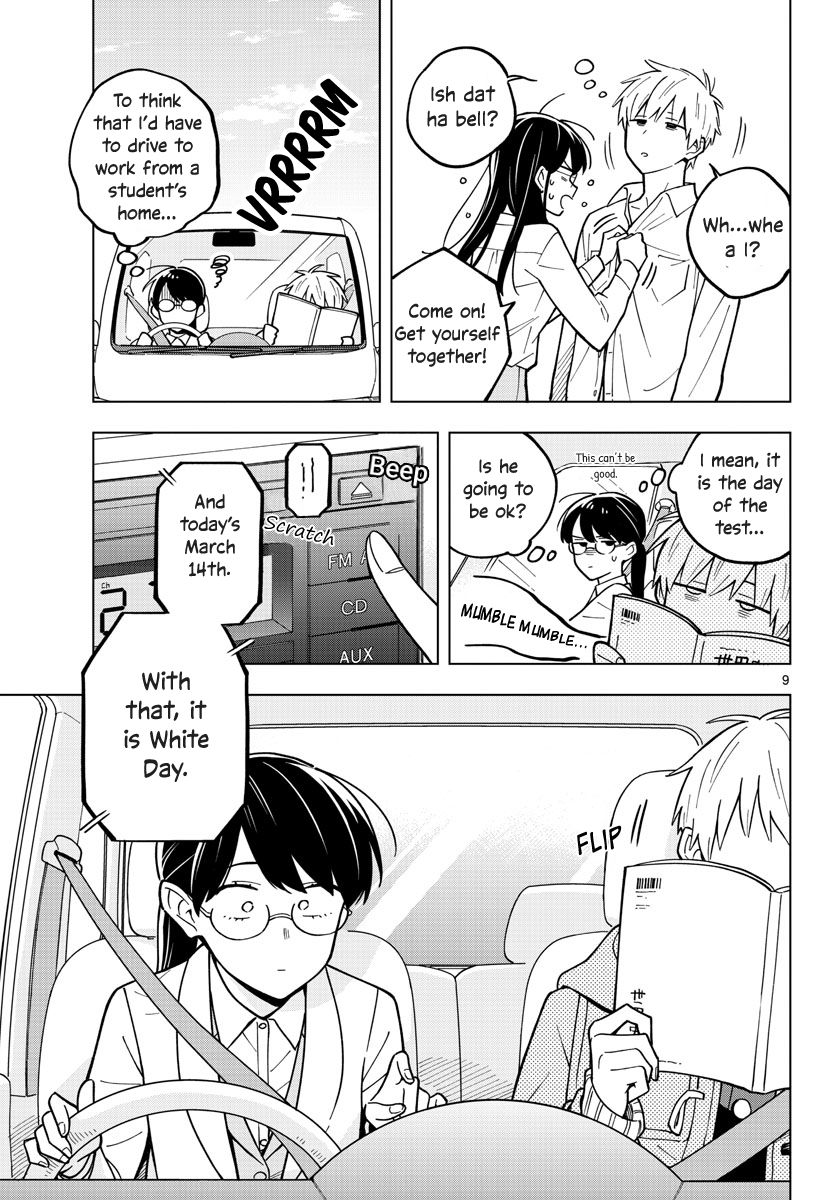 Ish dat
ha bell?
Wh...whe
a I?
Come on!
Get yourself
together!
VRRRRRM
To think
that I'd have
to drive to
work from a
student's
home...
I mean, it
is the day
of the
test...
This can't be
good.
Is he
going to
be ok?
MUMBLE MUMBLE...
Beep
!!
Scratch
FM A
CD
AUX
Ch
2
And
today's
March
14th.
9
With
that, it
is White
Day.
FLIP